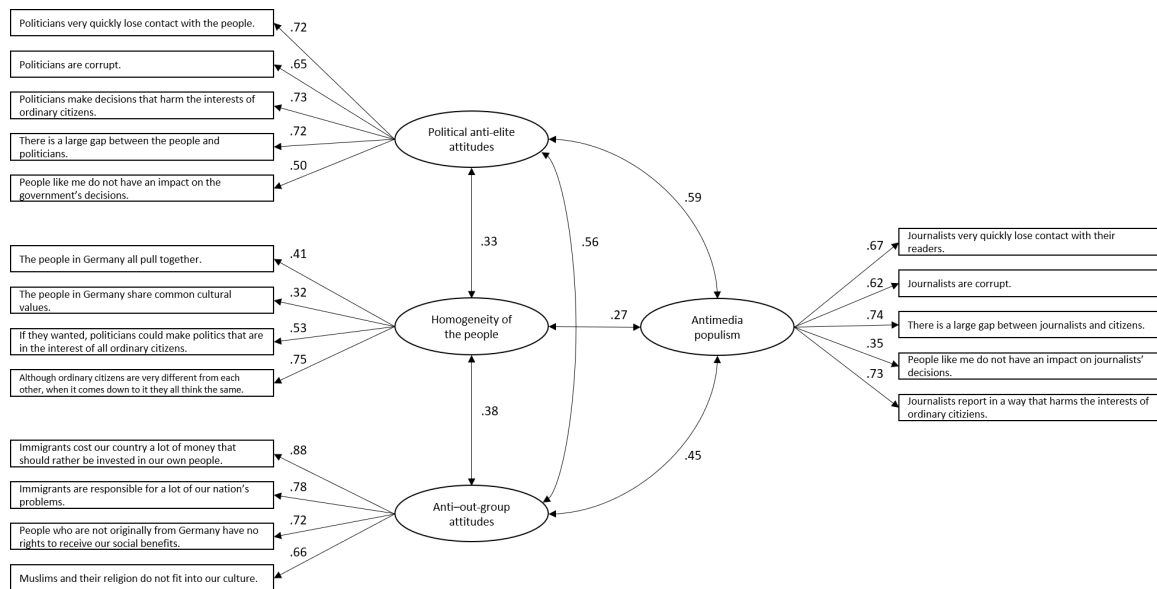 Politicians very quickly lose contact with the people.
.72
Politicians are corrupt.
.65
Politicians make decisions that harm the interests of
ordinary citizens.
.73
There is a large gap between the people and
politicians.
.72
People like me do not have an impact on the
government's decisions.
.50
Political anti-elite
attitudes
.59
.33
.56
The people in Germany all pull together.
.41
The people in Germany share common cultural
values.
.32
If they wanted, politicians could make politics that are
in the interest of all ordinary citizens.
.53
Although ordinary citizens are very different from each
other, when it comes down to it they all think the same.
.75
Homogeneity of
the people
.27
Antimedia
populism
.38
.45
Immigrants cost our country a lot of money that
should rather be invested in our own people.
.88
Immigrants are responsible for a lot of our nation's
problems.
.78
People who are not originally from Germany have no
rights to receive our social benefits.
.72
Muslims and their religion do not fit into our culture.
.66
Anti–out-group
attitudes
Journalists very quickly lose contact with their
readers.
.67
Journalists are corrupt.
.62
There is a large gap between journalists and citizens.
.74
People like me do not have an impact on journalists'
decisions.
.35
Journalists report in a way that harms the interests of
ordinary citiziens.
.73